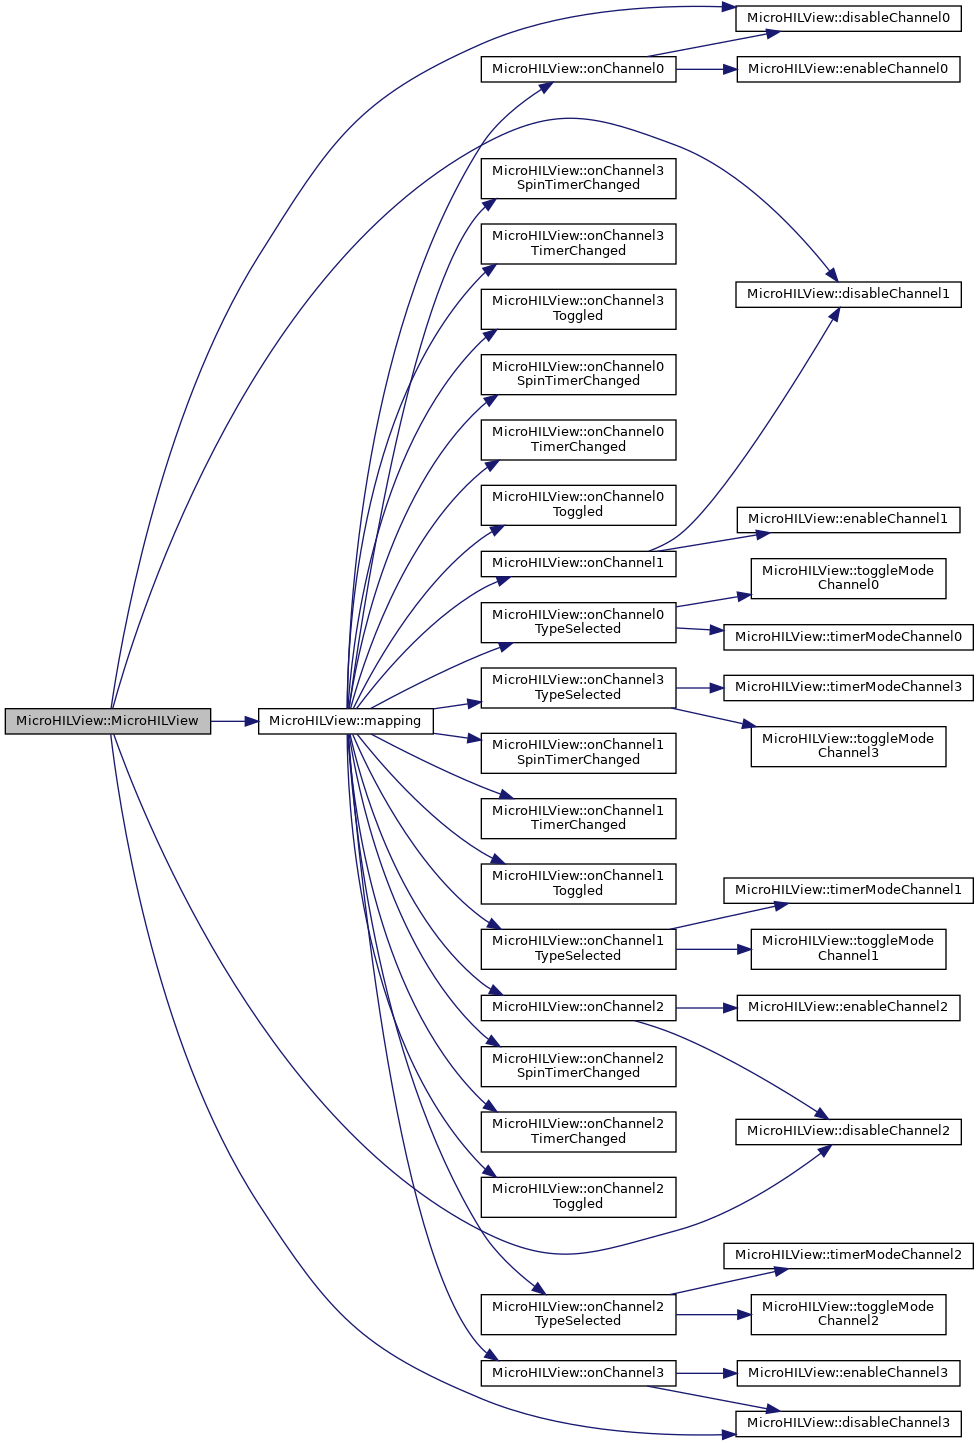 MicroHILView::disableChannel0
MicroHILView::onChannel0
MicroHILView::enableChannel0
MicroHILView::onChannel3
SpinTimerChanged
MicroHILView::onChannel3
TimerChanged
MicroHILView::disableChannel1
MicroHILView::onChannel3
Toggled
MicroHILView::onChannel0
SpinTimerChanged
MicroHILView::onChannel0
TimerChanged
MicroHILView::onChannel0
Toggled
MicroHILView::enableChannel1
MicroHILView::onChannel1
MicroHILView::toggleMode
Channel0
MicroHILView::onChannel0
TypeSelected
MicroHILView::timerModeChannel0
MicroHILView::onChannel3
TypeSelected
MicroHILView::timerModeChannel3
MicroHILView::MicroHILView
MicroHILView::mapping
MicroHILView::toggleMode
Channel3
MicroHILView::onChannel1
SpinTimerChanged
MicroHILView::onChannel1
TimerChanged
MicroHILView::onChannel1
Toggled
MicroHILView::timerModeChannel1
MicroHILView::onChannel1
TypeSelected
MicroHILView::toggleMode
Channel1
MicroHILView::onChannel2
MicroHILView::enableChannel2
MicroHILView::onChannel2
SpinTimerChanged
MicroHILView::onChannel2
TimerChanged
MicroHILView::disableChannel2
MicroHILView::onChannel2
Toggled
MicroHILView::timerModeChannel2
MicroHILView::onChannel2
TypeSelected
MicroHILView::toggleMode
Channel2
MicroHILView::onChannel3
MicroHILView::enableChannel3
MicroHILView::disableChannel3